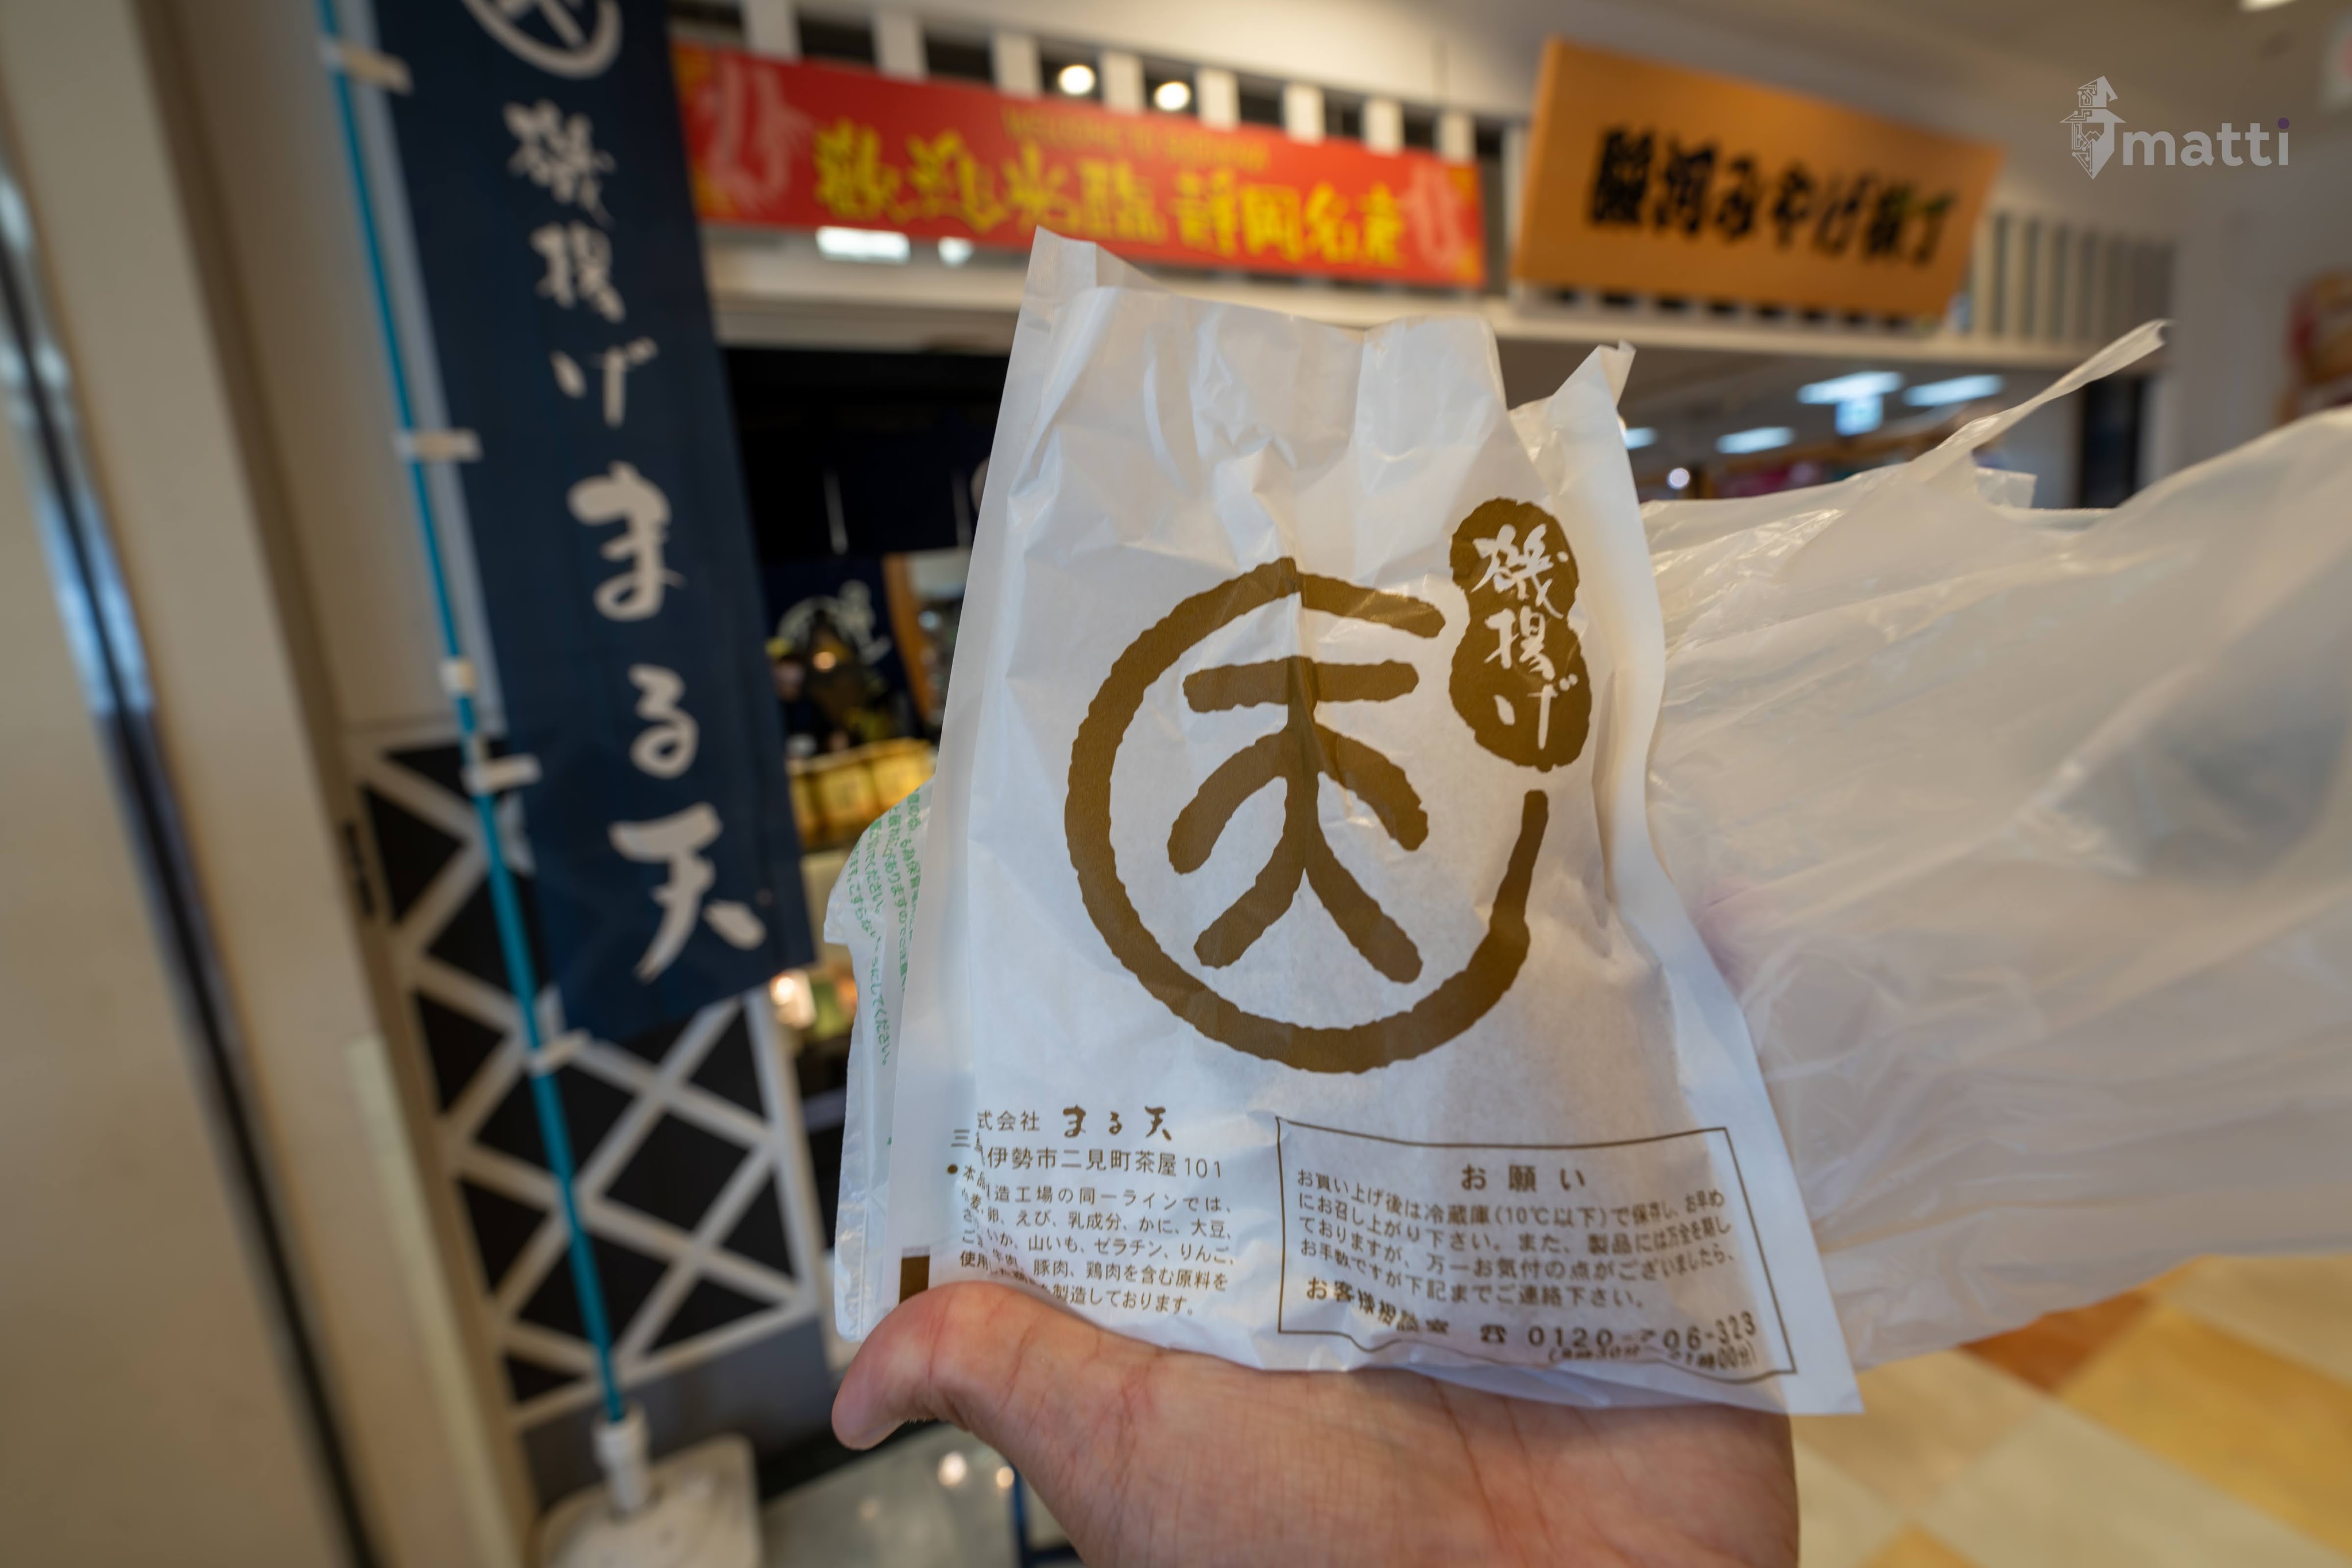 磯揚げまる天
WELCOME TO
静岡名産
駿河みやげ横丁
matti
磯揚げ
天
式会社 まる天
三
伊勢市二見町茶屋101
●本品製造工場の同一ラインでは、
小麦、卵、えび、乳成分、かに、大豆、
いか、山いも、ゼラチン、りんご、
牛肉、豚肉、鶏肉を含む原料を
製造しております。
お願い
お買い上げ後は冷蔵庫(10℃以下)で保存し、お早め
にお召し上がり下さい。また、製品には万全を期し
ておりますが、万一お気付の点がございましたら、
お手数ですが下記までご連絡下さい。
お客様相談室 ☎ 0120-706-323